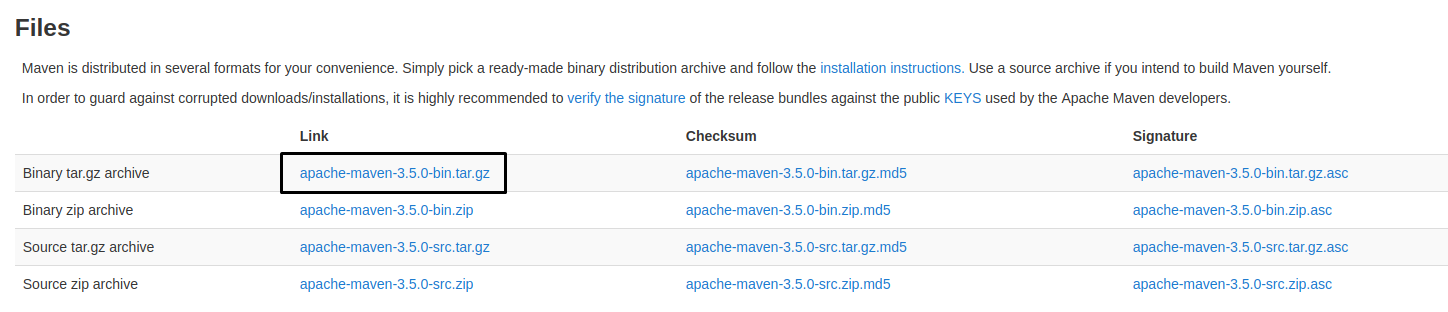 Files
Maven is distributed in several formats for your convenience. Simply pick a ready-made binary distribution archive and follow the installation instructions. Use a source archive if you intend to build Maven yourself.
In order to guard against corrupted downloads/installations, it is highly recommended to verify the signature of the release bundles against the public KEYS used by the Apache Maven developers.
Link Checksum Signature
Binary tar.gz archive apache-maven-3.5.0-bin.tar.gz apache-maven-3.5.0-bin.tar.gz.md5 apache-maven-3.5.0-bin.tar.gz.asc
Binary zip archive apache-maven-3.5.0-bin.zip apache-maven-3.5.0-bin.zip.md5 apache-maven-3.5.0-bin.zip.asc
Source tar.gz archive apache-maven-3.5.0-src.tar.gz apache-maven-3.5.0-src.tar.gz.md5 apache-maven-3.5.0-src.tar.gz.asc
Source zip archive apache-maven-3.5.0-src.zip apache-maven-3.5.0-src.zip.md5 apache-maven-3.5.0-src.zip.asc